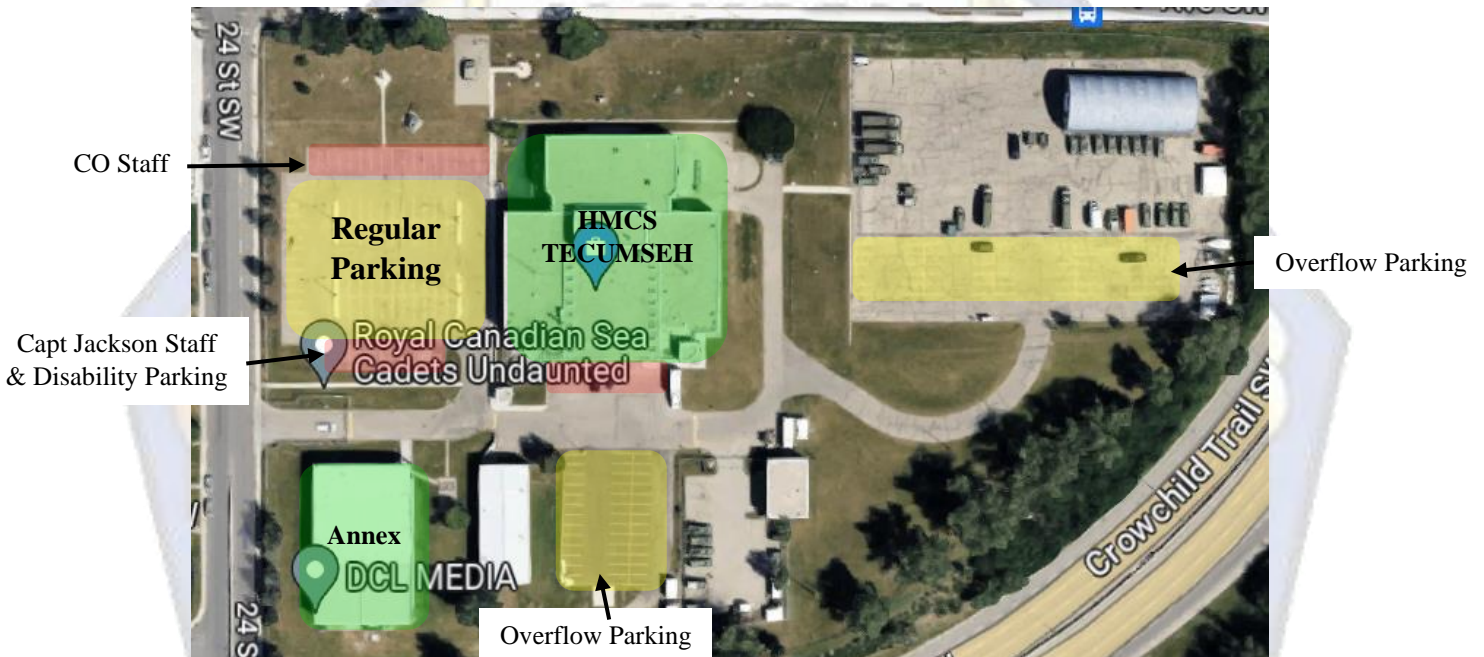 24 St SW
CO Staff
Regular
Parking
HMCS
TECUMSEH
Overflow Parking
Capt Jackson Staff
& Disability Parking
Royal Canadian Sea
Cadets Undaunted
Annex
DCL MEDIA
Crowchild Trail S
24 S
Overflow Parking